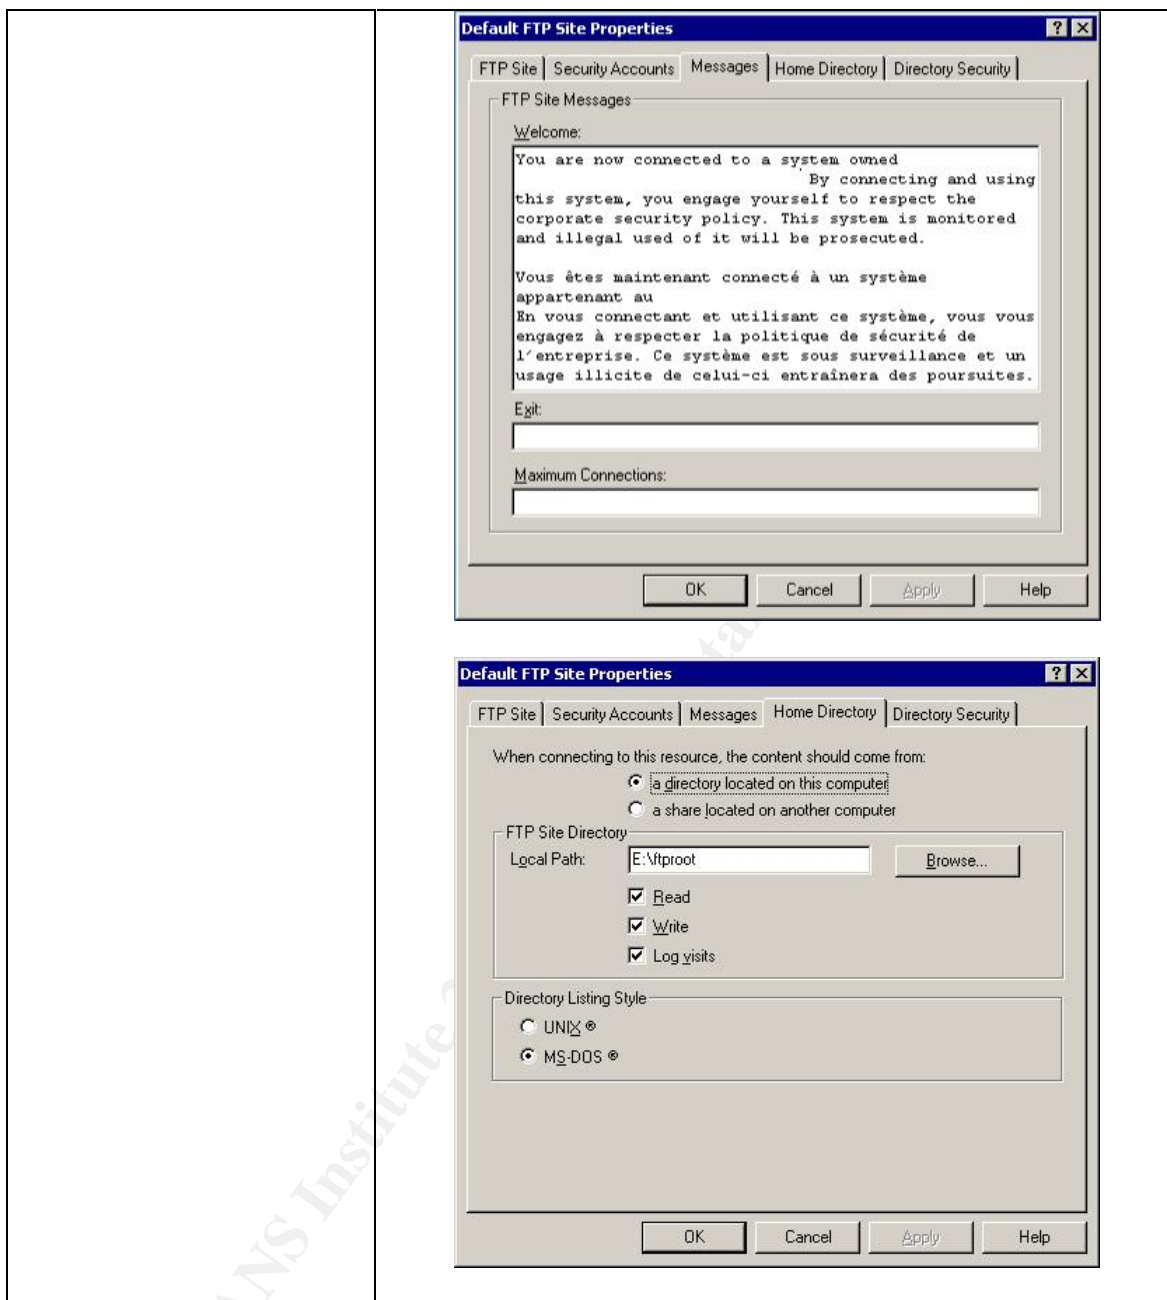 Default FTP Site Properties
FTP Site Security Accounts Messages Home Directory Directory Security
FTP Site Messages
Welcome:
You are now connected to a system owned
By connecting and using
this system, you engage yourself to respect the
corporate security policy. This system is monitored
and illegal used of it will be prosecuted.
Vous êtes maintenant connecté à un système
appartenant au
En vous connectant et utilisant ce système, vous vous
engagez à respecter la politique de sécurité de
l'entreprise. Ce système est sous surveillance et un
usage illicite de celui-ci entraînera des poursuites.
Exit:
Maximum Connections:
OK Cancel Apply Help
Default FTP Site Properties
FTP Site Security Accounts Messages Home Directory Directory Security
When connecting to this resource, the content should come from:
a directory located on this computer
a share located on another computer
FTP Site Directory
Local Path: E:\ftproot Browse...
Read
Write
Log visits
Directory Listing Style
UNIX ®
MS-DOS ®
OK Cancel Apply Help
ANS Institute